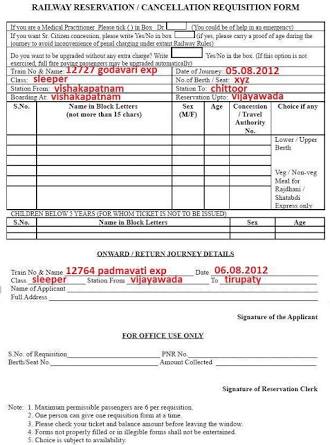 RAILWAY RESERVATION / CANCELLATION REQUISITION FORM
If you are a Medical Practitioner Please tick ( ) in Box Dr. (You could be of help in an emergency)
If you want Sr. Citizen concession, please write Yes/No in box (if yes, please carry a proof of age during the
journey to avoid inconvenience of penal charging under extant Railway Rules)
Do you want to be upgraded without any extra charge? Write Yes/No in the box. (If this option is not
exercised, full fare paying passengers may be upgraded automatically)
Train No & Name 12727 godavari exp Date of Journey 05.08.2012
Class: sleeper No. of Berth / Seat: xyz
Station From: vishakapatnam Station To: chittoor
Boarding At: vishakapatnam Reservation Upto: vijayawada
S.No. Name in Block Letters (not more than 15 chars) Sex (M/F) Age Concession / Travel Authority No. Choice if any
Lower / Upper
Berth
Veg / Non-veg
Meal for
Rajdhani /
Shatabdi
Express only
CHILDREN BELOW 5 YEARS (FOR WHOM TICKET IS NOT TO BE ISSUED)
S.No. Name in Block Letters Sex Age
ONWARD / RETURN JOURNEY DETAILS
Train No & Name 12764 padmavati exp Date 06.08.2012
Class sleeper Station From vijayawada To tirupaty
Name of Applicant
Full Address
Signature of the Applicant
FOR OFFICE USE ONLY
S.No. of Requisition PNR No.
Berth/Seat No. Amount Collected
Signature of Reservation Clerk
Note: 1. Maximum permissible passengers are 6 per requisition.
2. One person can give one requisition form at a time.
3. Please check your ticket and balance amount before leaving the window.
4. Forms not properly filled or in illegible forms shall not be entertained.
5. Choice is subject to availability.